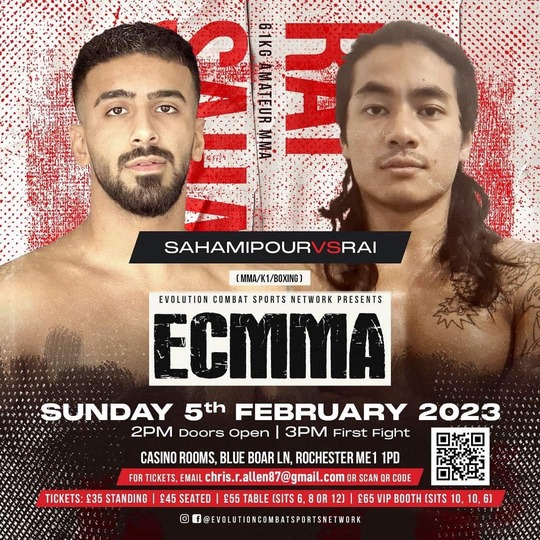 SAHAMIPOUR
RAI
61KG AMATEUR MMA
SAHAMIPOURVSRAI
( MMA/K1/BOXING )
EVOLUTION COMBAT SPORTS NETWORK PRESENTS
ECMMA
SUNDAY 5th FEBRUARY 2023
2PM Doors Open | 3PM First Fight
CASINO ROOMS, BLUE BOAR LN, ROCHESTER ME1 1PD
FOR TICKETS, EMAIL chris.r.allen87@gmail.com OR SCAN QR CODE
TICKETS: £35 STANDING | £45 SEATED | £55 TABLE (SITS 6, 8 OR 12) | £65 VIP BOOTH (SITS 10, 10, 6)
@EVOLUTIONCOMBATSPORTSNETWORK